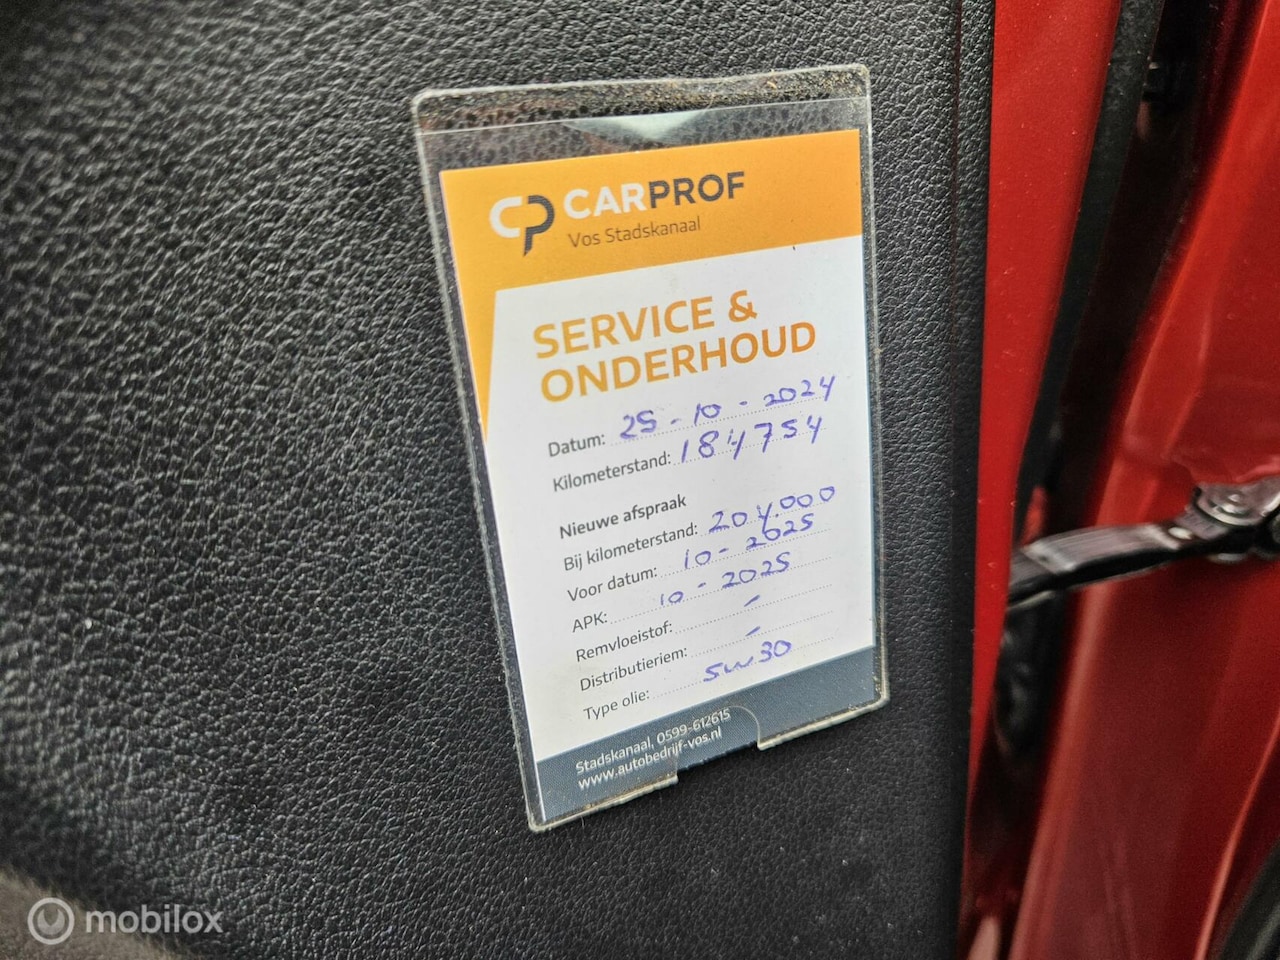 CP CARPROF
Vos Stadskanaal
SERVICE &
ONDERHOUD
Datum: 25-10-2024
Kilometerstand: 184754
Nieuwe afspraak
Bij kilometerstand: 204.000
Voor datum: 10-2025
APK: 10-2025
Remvloeistof: -
Distributieriem: -
Type olie: 5w30
Stadskanaal, 0599-612615
www.autobedrijf-vos.nl
mobilox